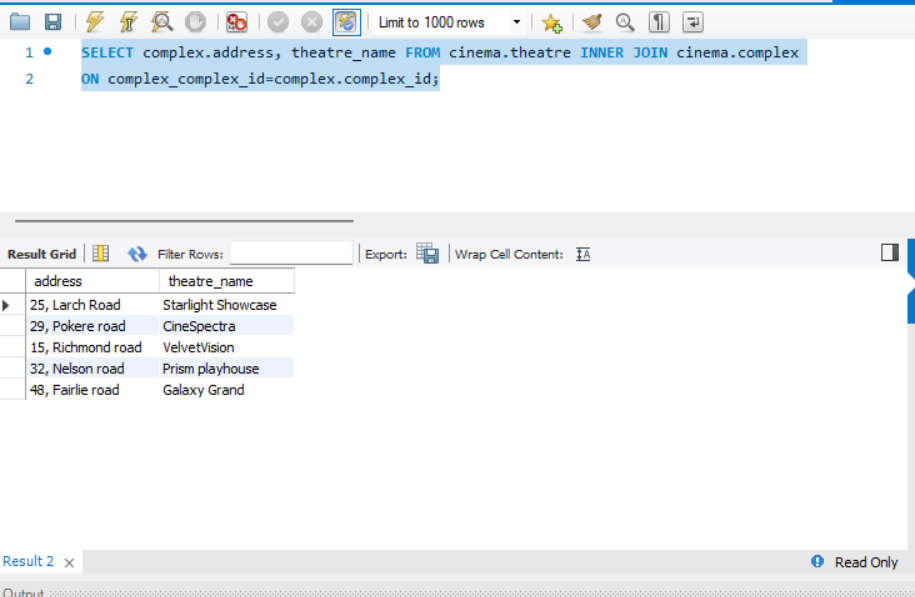 Limit to 1000 rows
1 SELECT complex.address, theatre_name FROM cinema.theatre INNER JOIN cinema.complex
2 ON complex_complex_id=complex.complex_id;
Result Grid Filter Rows: Export: Wrap Cell Content:
address theatre_name
25, Larch Road Starlight Showcase
29, Pokere road CineSpectra
15, Richmond road VelvetVision
32, Nelson road Prism playhouse
48, Fairlie road Galaxy Grand
Result 2 Read Only
Output